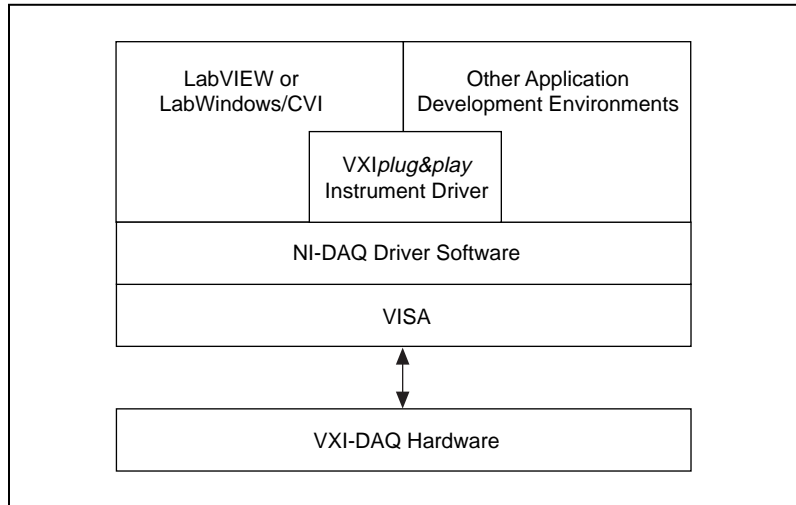 LabVIEW or
LabWindows/CVI
Other Application
Development Environments
VXIplug&play
Instrument Driver
NI-DAQ Driver Software
VISA
VXI-DAQ Hardware